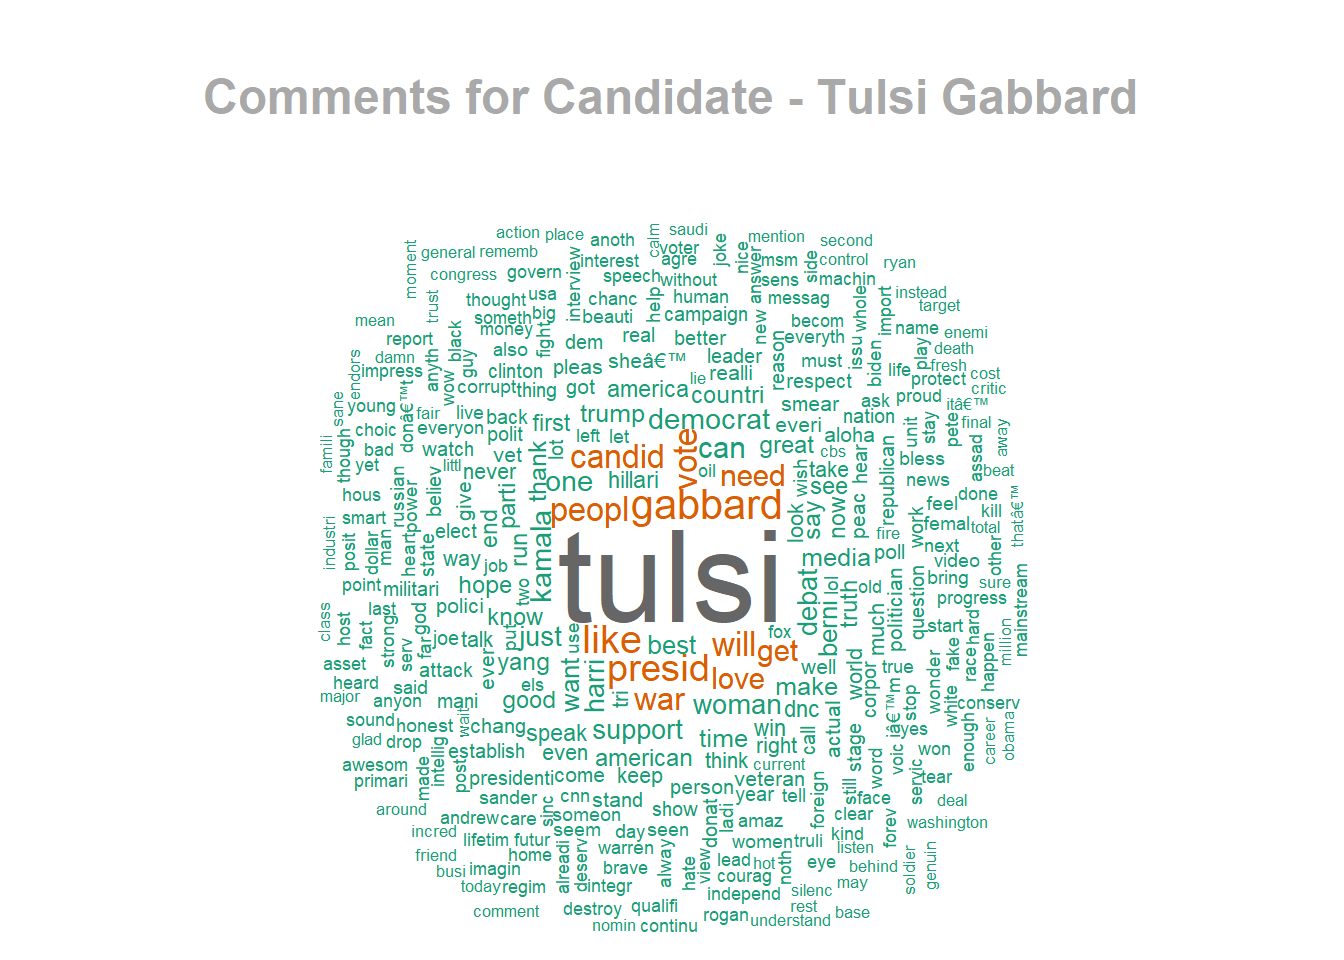 Comments for Candidate - Tulsi Gabbard
action place anoth saudi calm voter mention second
moment general rememb interest agre joke nice answer msm side control ryan
congress govern interview speech without sens machin
trust thought usa chanc help human messag whole import instead target
mean someth big beauti campaign new becom issu name enemi
report black money fight dem real better reason everyth biden play death
endors damn impress anyth wow guy also clinton pleas sheâ€™ leader must life fresh cost
corrupt thing got america lie realli countri respect protect critic
sane young donâ€™t fair live back first trump democrat smear ask proud itâ€™
choic everyon polit left let vote everi nation unit stay pete final away
famili though bad watch vet lot candid can great aloha bless assad beat
yet littl never thank hillari oil need cbs wish take hear republican news
hous russian power believ give parti one peopl gabbard look say see now peac feel done kill thatâ€™
smart elect end kamala tulsi fire work femal total
industri posit dollar man heart state way run media poll next other
point militari job hope two debat lol old truth bring video sure
class last god polici know berni much politician question progress mainstream
host fact strong serv far joe talk put just use like best will fox get start hard million
asset attack ever yang want harri presid love well world true wonder fake race happen
major heard said els tri war make corpor iâ€™m stop white conserv
anyon mani good woman dnc actual
sound honest wait chang speak support win call stage voic yes enough career obama
glad drop establish even american time right think word won
awesom made intellig post presidenti come keep current still servic tear
primari sander cnn stand person veteran foreign face deal
around andrew care sinc someon show donat ladi year tell clear forev washington
incred lifetim futur seem day seen amaz women truli kind
friend home alreadi deserv warren alway view lead hot noth listen
busi imagin brave hate courag eye behind soldier genuin
today regim integr independ silenc may
comment destroy qualifi rogan rest base
nomin continu understand